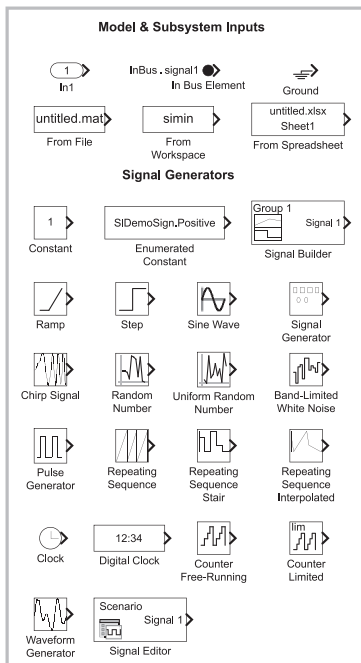 Model & Subsystem Inputs
1
In1
InBus . signal1
In Bus Element
Ground
untitled.mat
From File
simin
From
Workspace
untitled.xlsx
Sheet1
From Spreadsheet
Signal Generators
1
Constant
SlDemoSign.Positive
Enumerated
Constant
Group 1
Signal 1
Signal Builder
Ramp
Step
Sine Wave
Signal
Generator
Chirp Signal
Random
Number
Uniform Random
Number
Band-Limited
White Noise
Pulse
Generator
Repeating
Sequence
Repeating
Sequence
Stair
Repeating
Sequence
Interpolated
Clock
12:34
Digital Clock
Counter
Free-Running
lim
Counter
Limited
Waveform
Generator
Scenario
Signal 1
Signal Editor